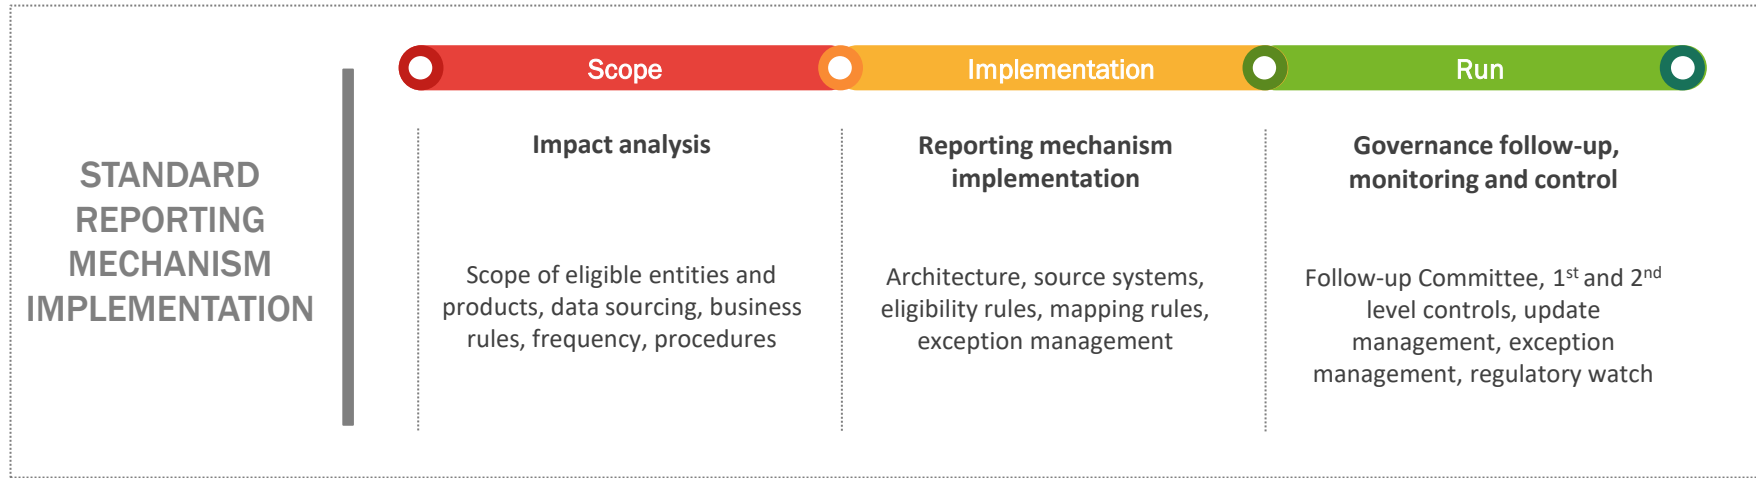 STANDARD
REPORTING
MECHANISM
IMPLEMENTATION
Scope
Implementation
Run
Impact analysis
Scope of eligible entities and
products, data sourcing, business
rules, frequency, procedures
Reporting mechanism
implementation
Architecture, source systems,
eligibility rules, mapping rules,
exception management
Governance follow-up,
monitoring and control
Follow-up Committee, 1st and 2nd
level controls, update
management, exception
management, regulatory watch